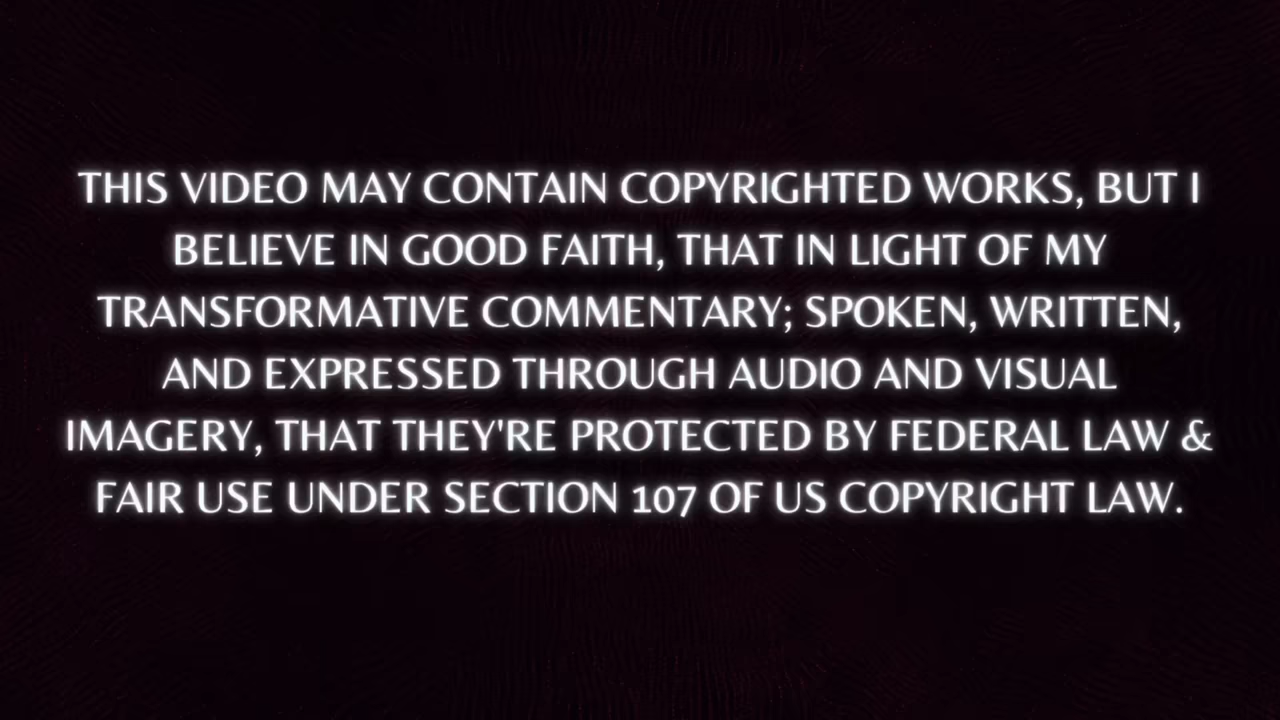 THIS VIDEO MAY CONTAIN COPYRIGHTED WORKS, BUT I
BELIEVE IN GOOD FAITH, THAT IN LIGHT OF MY
TRANSFORMATIVE COMMENTARY; SPOKEN, WRITTEN,
AND EXPRESSED THROUGH AUDIO AND VISUAL
IMAGERY, THAT THEY'RE PROTECTED BY FEDERAL LAW &
FAIR USE UNDER SECTION 107 OF US COPYRIGHT LAW.